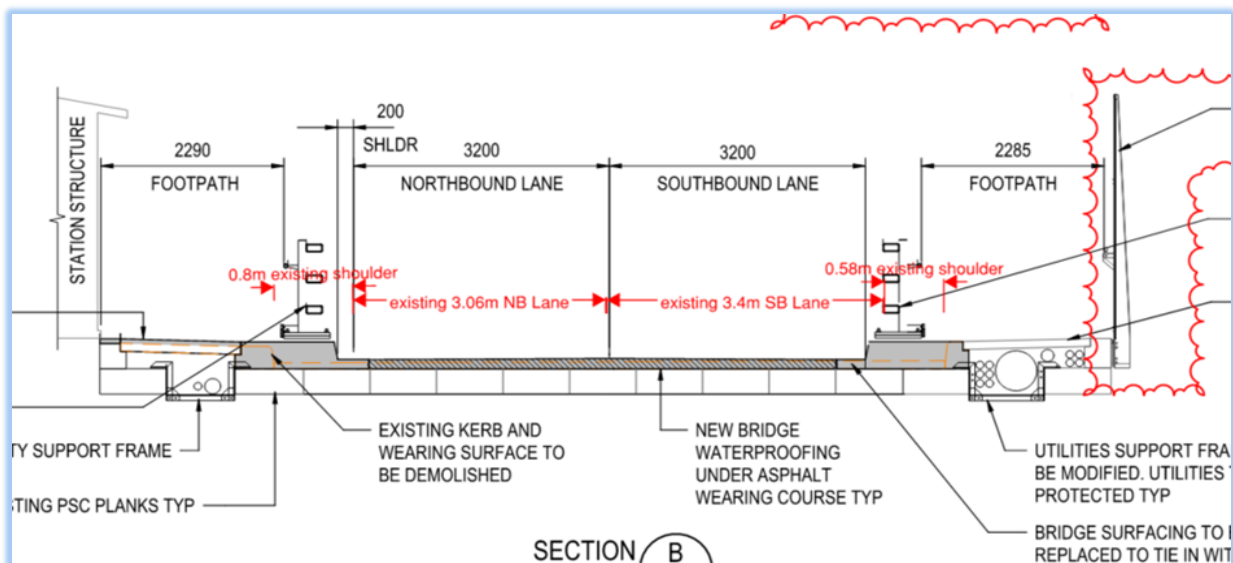 200
SHLDR
2290
FOOTPATH
3200
NORTHBOUND LANE
3200
SOUTHBOUND LANE
2285
FOOTPATH
STATION STRUCTURE
0.8m existing shoulder
0.58m existing shoulder
existing 3.06m NB Lane
existing 3.4m SB Lane
TY SUPPORT FRAME
STING PSC PLANKS TYP
EXISTING KERB AND
WEARING SURFACE TO
BE DEMOLISHED
NEW BRIDGE
WATERPROOFING
UNDER ASPHALT
WEARING COURSE TYP
UTILITIES SUPPORT FRA
BE MODIFIED. UTILITIES
PROTECTED TYP
BRIDGE SURFACING TO
REPLACED TO TIE IN WIT
SECTION B